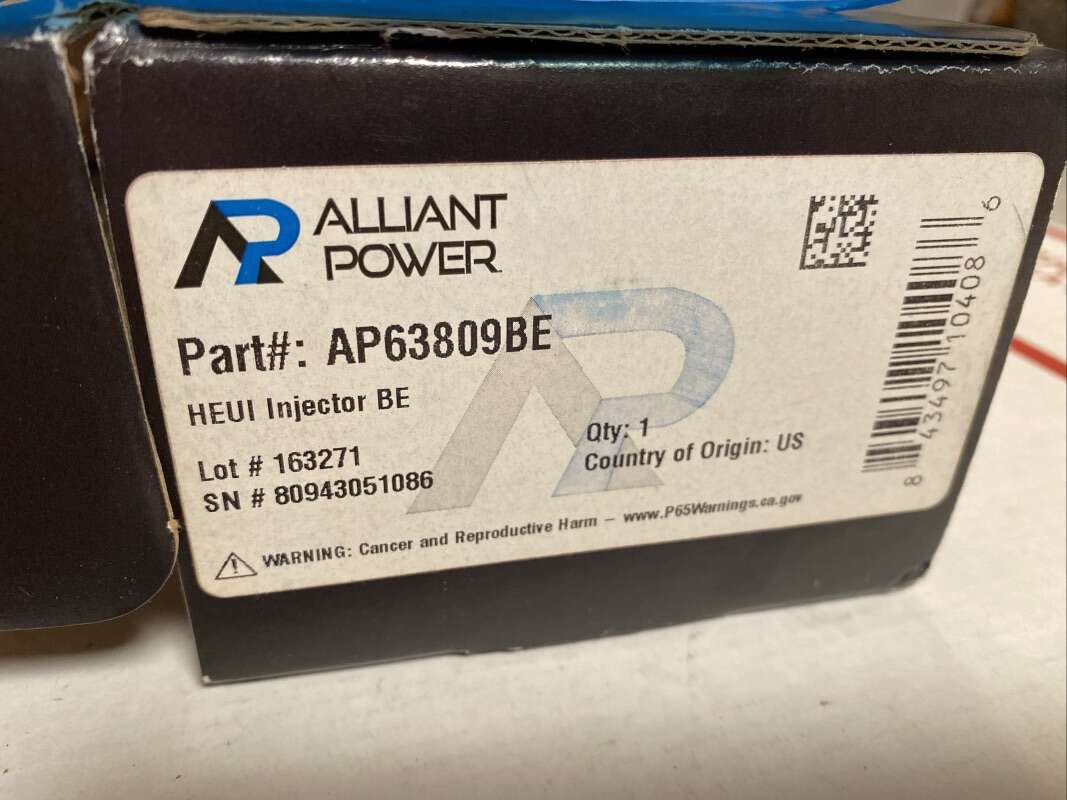 ALLIANT
POWER
Part#: AP63809BE
HEUI Injector BE
Lot # 163271
SN # 80943051086
Qty: 1
Country of Origin: US
WARNING: Cancer and Reproductive Harm – www.P65Warnings.ca.gov
8 43497 10408 6